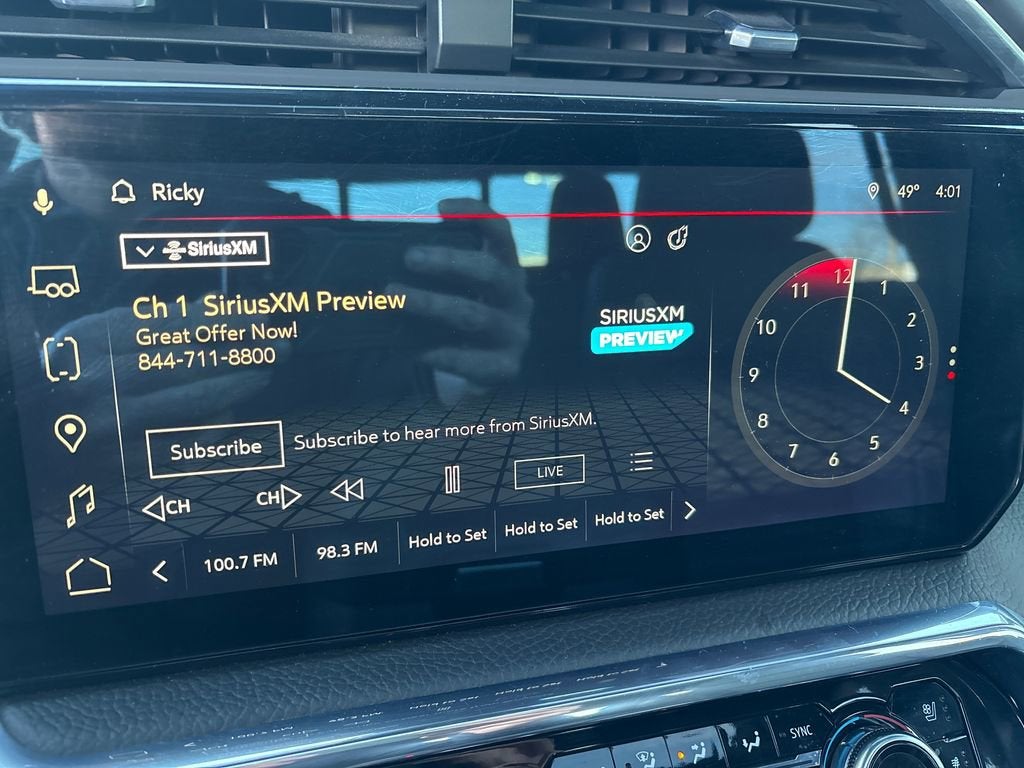 Ricky
49° 4:01
SiriusXM
Ch 1 SiriusXM Preview
Great Offer Now!
844-711-8800
SIRIUSXM
PREVIEW
12
1
2
3
4
5
6
7
8
9
10
11
Subscribe
Subscribe to hear more from SiriusXM.
CH
CH
LIVE
100.7 FM
98.3 FM
Hold to Set
Hold to Set
Hold to Set
SYNC